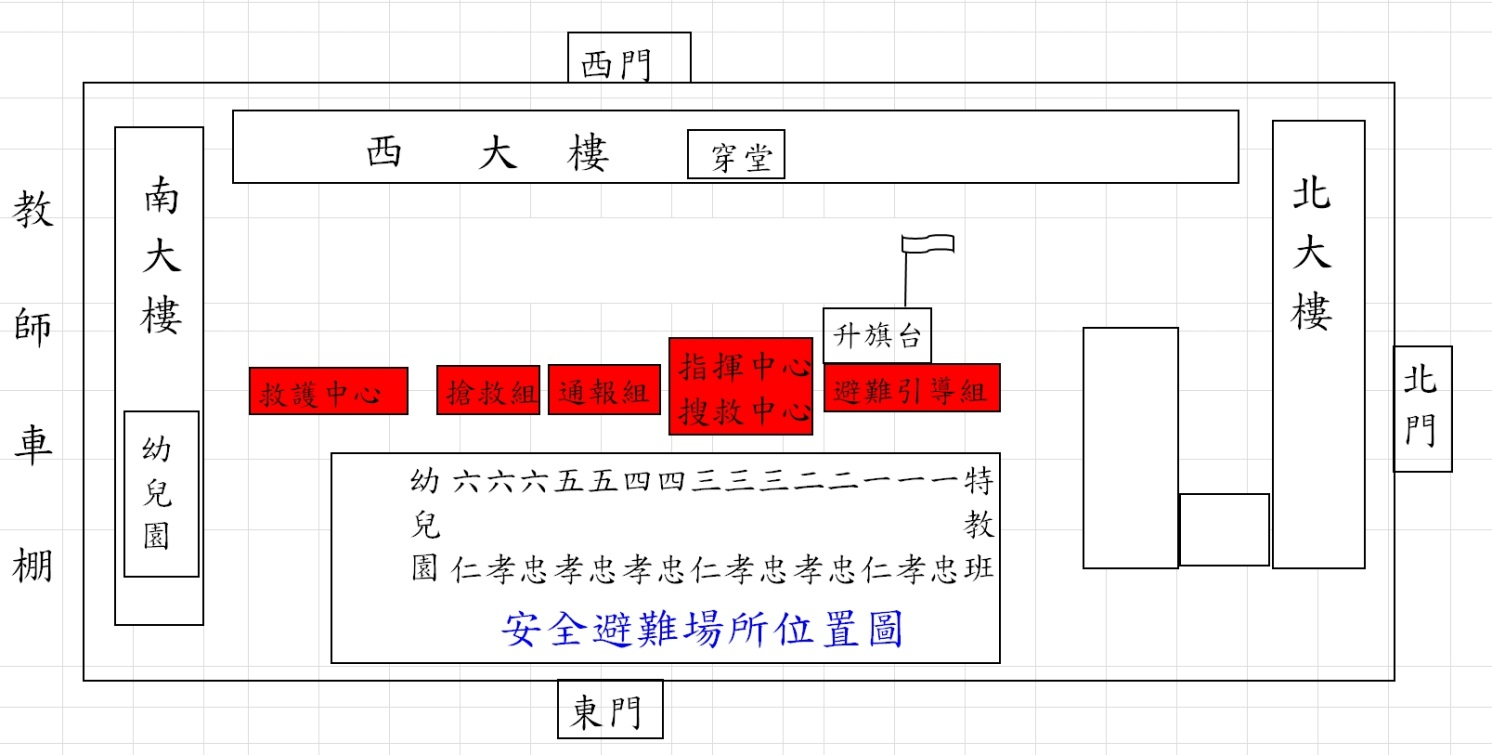 西門
西大樓
穿堂
南大樓
北大樓
教師車棚
升旗台
指揮中心
搜救中心
救護中心
搶救組
通報組
避難引導組
北門
幼兒園
幼兒園
六仁
六孝
六忠
五孝
五忠
四孝
四忠
三仁
三孝
三忠
二孝
二忠
一仁
一孝
一忠
特教班
安全避難場所位置圖
東門